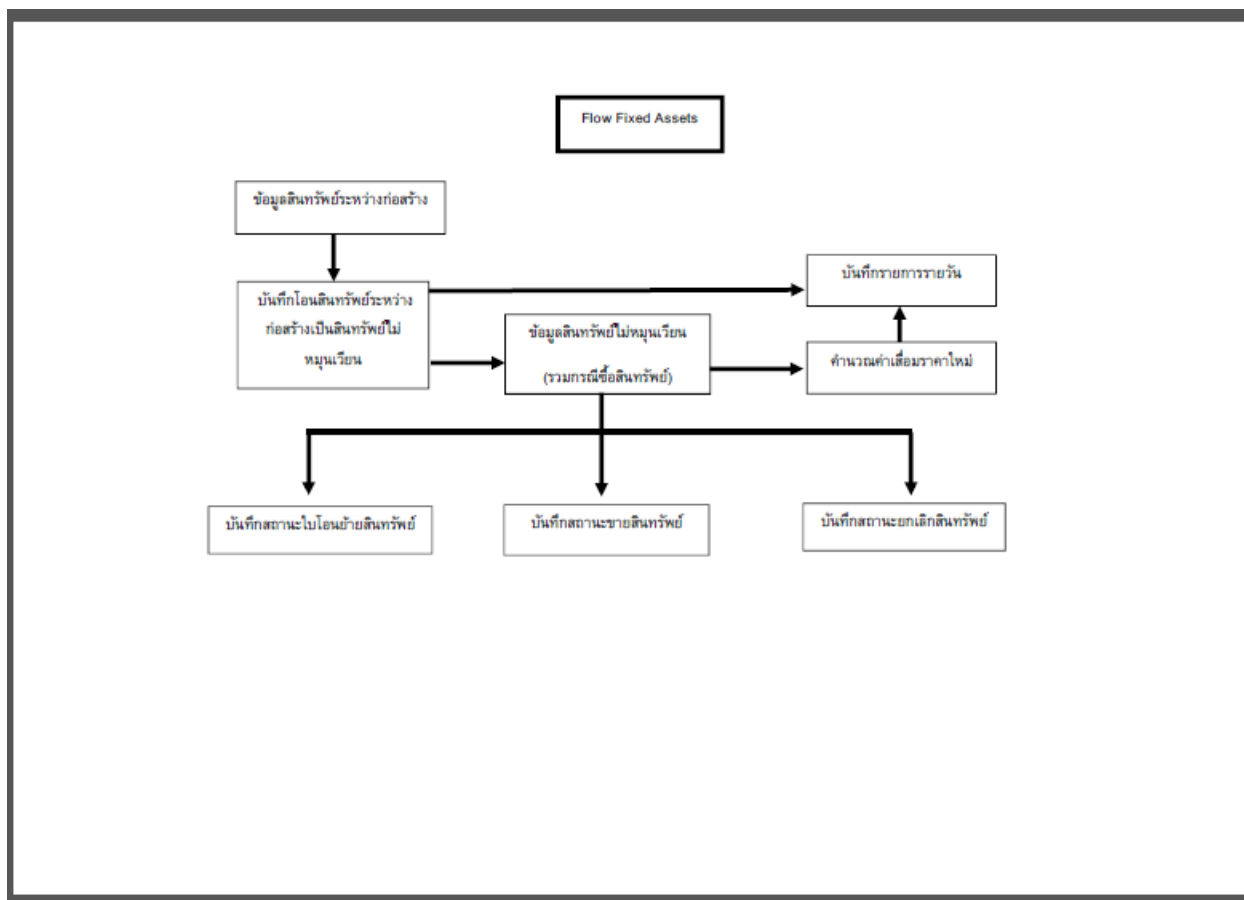 Flow Fixed Assets
ข้อมูลสินทรัพย์ระหว่างก่อสร้าง
บันทึกรายการรายวัน
บันทึกโอนสินทรัพย์ระหว่าง
ก่อสร้างเป็นสินทรัพย์ไม่
หมุนเวียน
ข้อมูลสินทรัพย์ไม่หมุนเวียน
(รวมกรณีซื้อสินทรัพย์)
คำนวณค่าเสื่อมราคาใหม่
บันทึกสถานะใบโอนย้ายสินทรัพย์
บันทึกสถานะขายสินทรัพย์
บันทึกสถานะยกเลิกสินทรัพย์